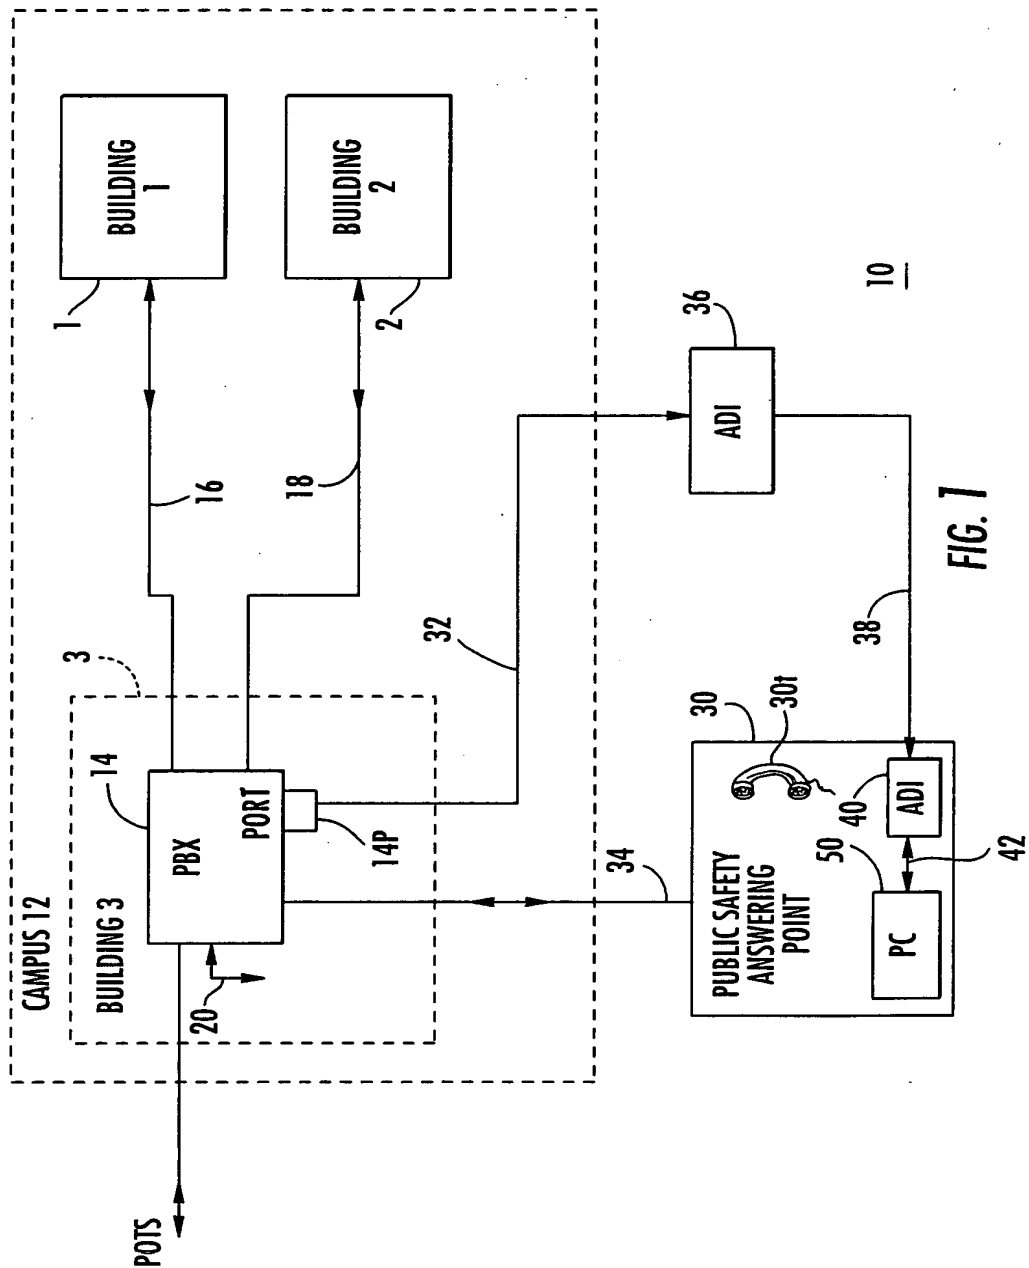 CAMPUS 12
BUILDING 3
3
14
PBX
PORT
14P
20
POTS
16
18
1
BUILDING
1
2
BUILDING
2
32
34
36
ADI
38
30
30t
PUBLIC SAFETY
ANSWERING
POINT
40
ADI
50
PC
42
10
FIG. 1